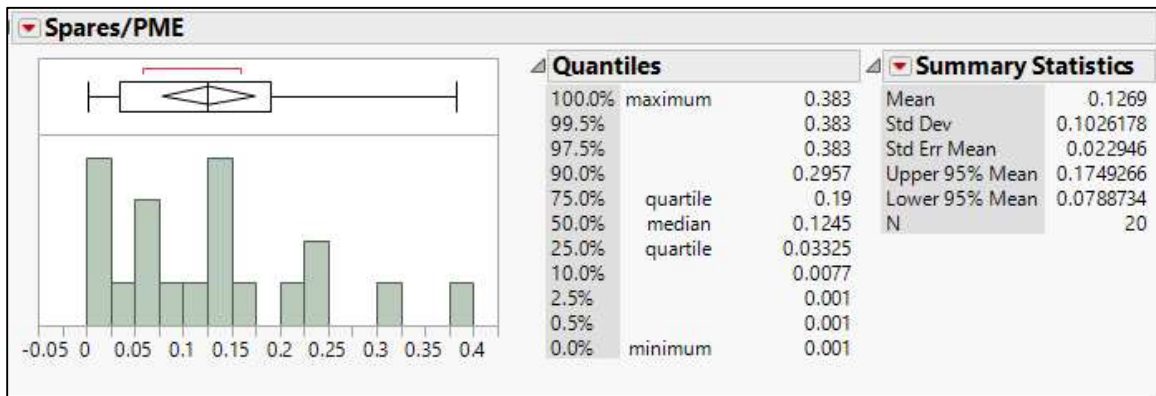 Spares/PME
-0.05 0 0.05 0.1 0.15 0.2 0.25 0.3 0.35 0.4
Quantiles
100.0% maximum 0.383
99.5% 0.383
97.5% 0.383
90.0% 0.2957
75.0% quartile 0.19
50.0% median 0.1245
25.0% quartile 0.03325
10.0% 0.0077
2.5% 0.001
0.5% 0.001
0.0% minimum 0.001
Summary Statistics
Mean 0.1269
Std Dev 0.1026178
Std Err Mean 0.022946
Upper 95% Mean 0.1749266
Lower 95% Mean 0.0788734
N 20